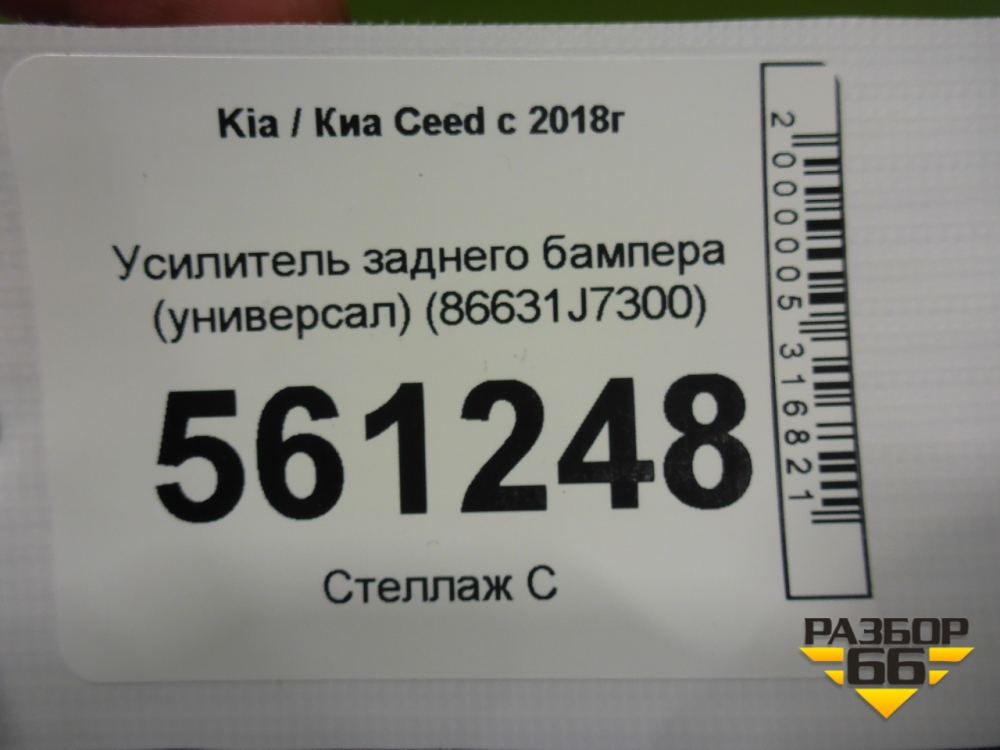 Kia / Киа Ceed с 2018г
Усилитель заднего бампера
(универсал) (86631J7300)
561248
Стеллаж С
2000005316821
РАЗБОР
66